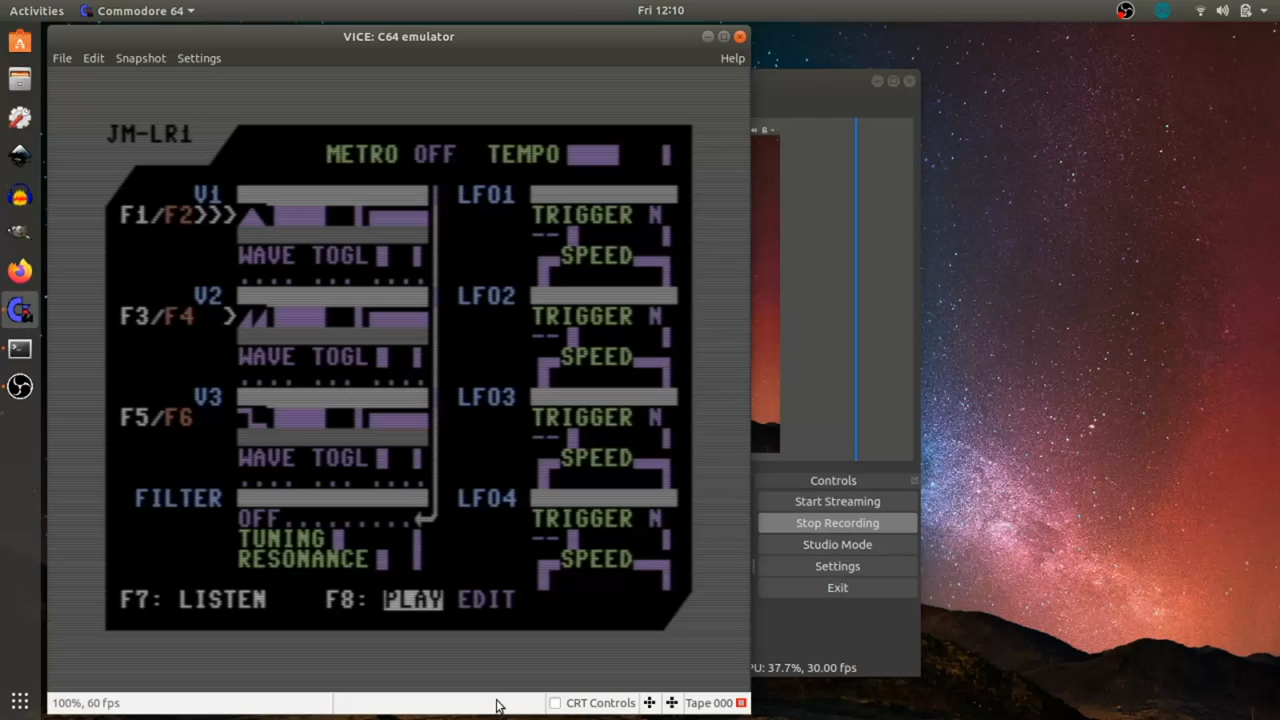 Activities
Commodore 64
Fri 12:10
VICE: C64 emulator
File Edit Snapshot Settings Help
JM-LR1
METRO OFF TEMPO
V1
LFO1
F1/F2>>>
TRIGGER N
--
WAVE TOGL
SPEED
V2
LFO2
F3/F4 >
TRIGGER N
--
WAVE TOGL
SPEED
V3
LFO3
F5/F6
TRIGGER N
--
WAVE TOGL
SPEED
FILTER
LFO4
OFF..........
TRIGGER N
TUNING
--
RESONANCE
SPEED
F7: LISTEN F8: PLAY EDIT
100%, 60 fps
CRT Controls
Tape 000
Controls
Start Streaming
Stop Recording
Studio Mode
Settings
Exit
PU: 37.7%, 30.00 fps